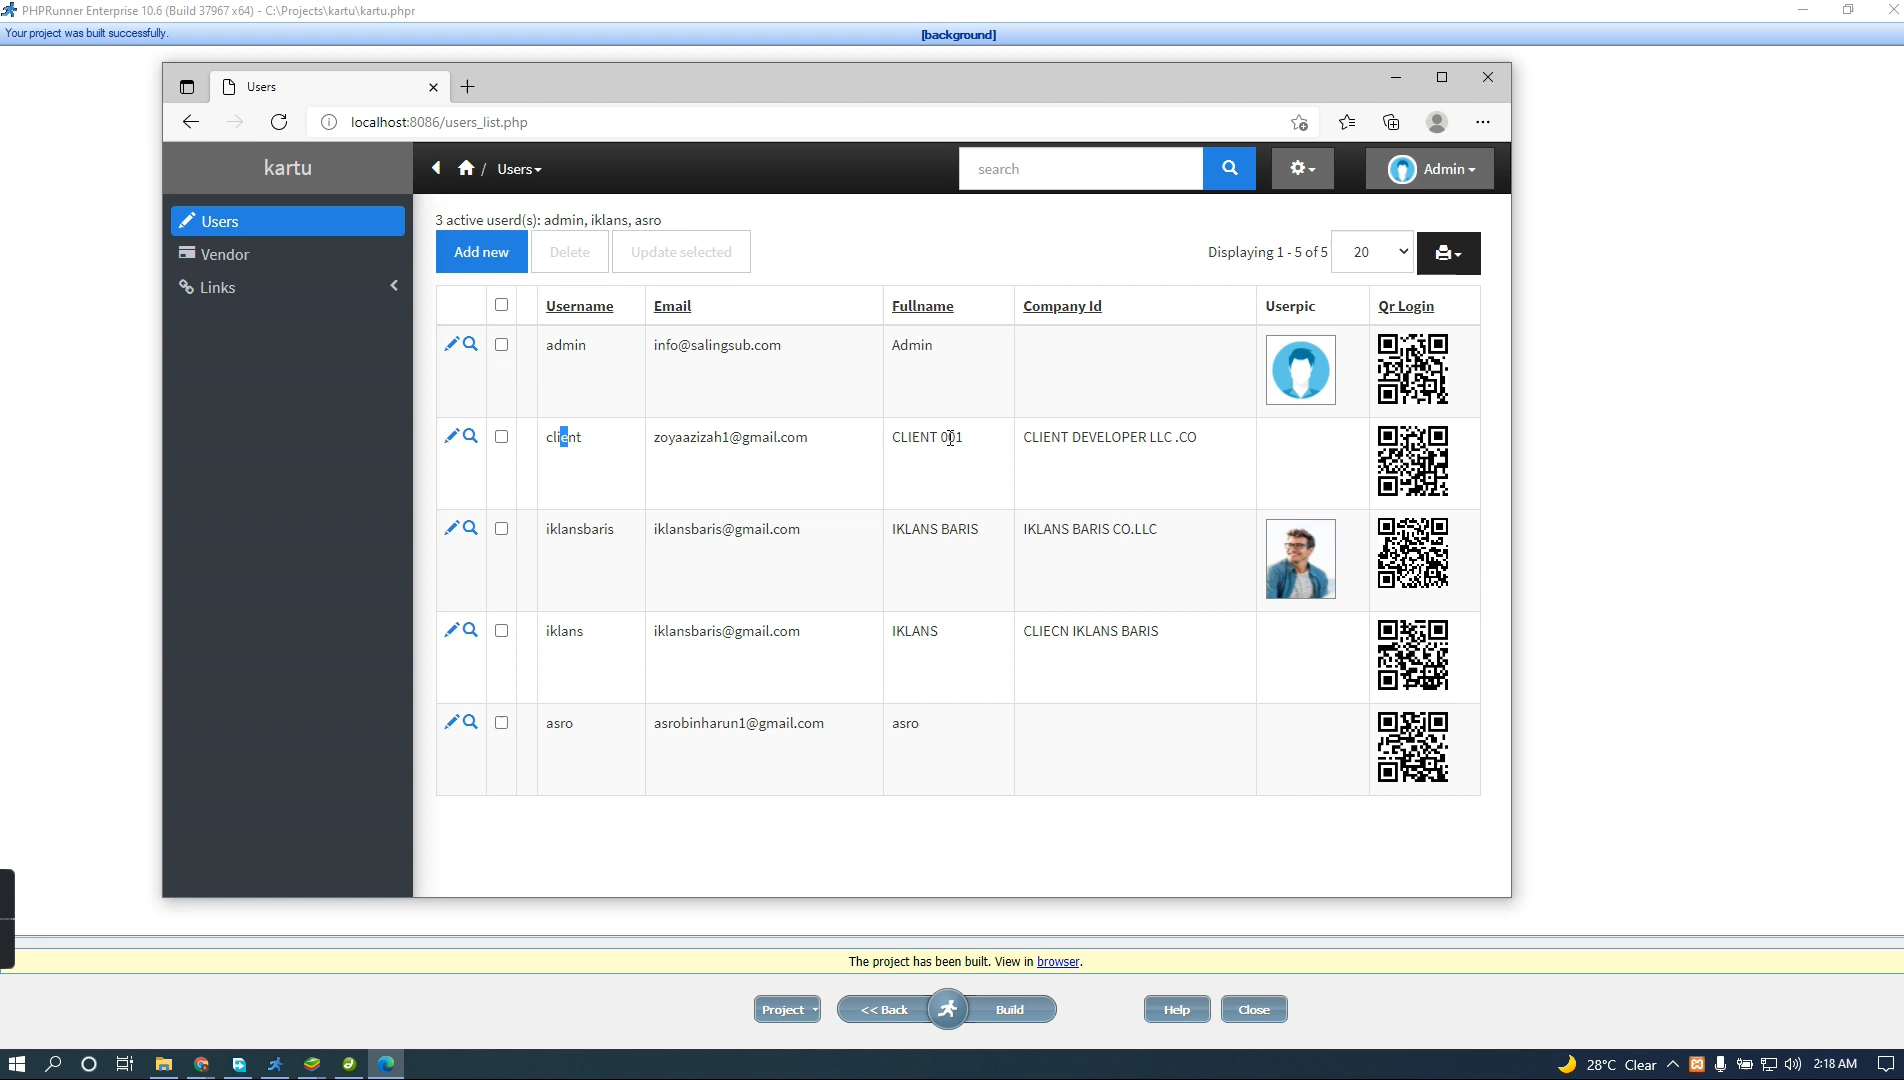 PHPRunner Enterprise 10.6 (Build 37967 x64) - C:\Projects\kartu\kartu.phpr
Your project was built successfully.
[background]
Users
localhost:8086/users_list.php
kartu
/ Users
search
Admin
Users
Vendor
Links
3 active userd(s): admin, iklans, asro
Add new
Delete
Update selected
Displaying 1 - 5 of 5
20
Username Email Fullname Company Id Userpic Qr Login
admin info@salingsub.com Admin
client zoyaazizah1@gmail.com CLIENT 001 CLIENT DEVELOPER LLC .CO
iklansbaris iklansbaris@gmail.com IKLANS BARIS IKLANS BARIS CO.LLC
iklans iklansbaris@gmail.com IKLANS CLIECN IKLANS BARIS
asro asrobinharun1@gmail.com asro
The project has been built. View in browser.
Project
<< Back
Build
Help
Close
28°C Clear
2:18 AM